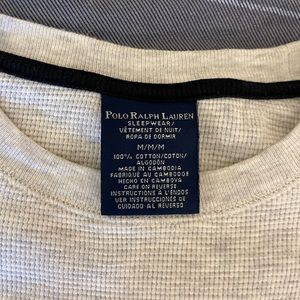 POLO RALPH LAUREN
SLEEPWEAR/
VÊTEMENT DE NUIT/
ROPA DE DORMIR
M/M/M
100% COTTON/COTON/
ALGODÓN
MADE IN CAMBODIA
FABRIQUÉ AU CAMBODGE
HECHO EN CAMBOYA
CARE ON REVERSE
INSTRUCTIONS À L'ENDOS
VER INSTRUCCIONES DE
CUIDADO AL REVERSO